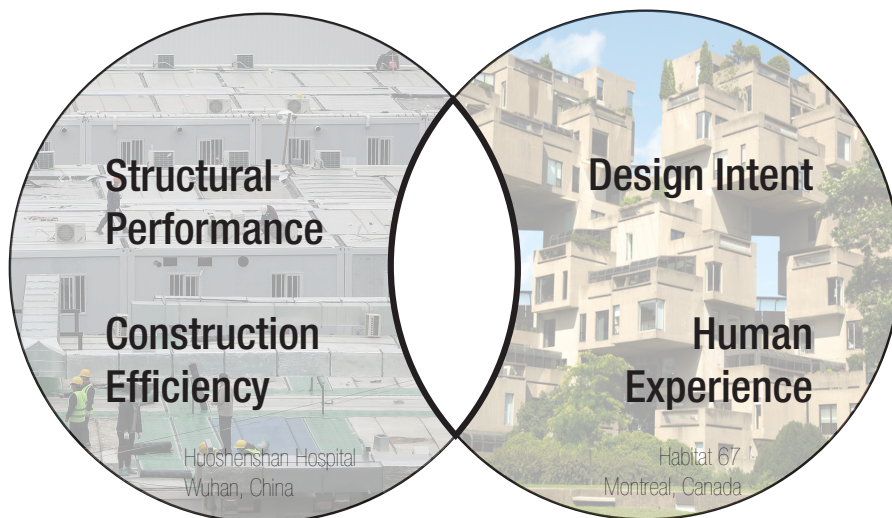 Structural
Performance
Construction
Efficiency
Huoshenshan Hospital
Wuhan, China
Design Intent
Human
Experience
Habitat 67
Montreal, Canada